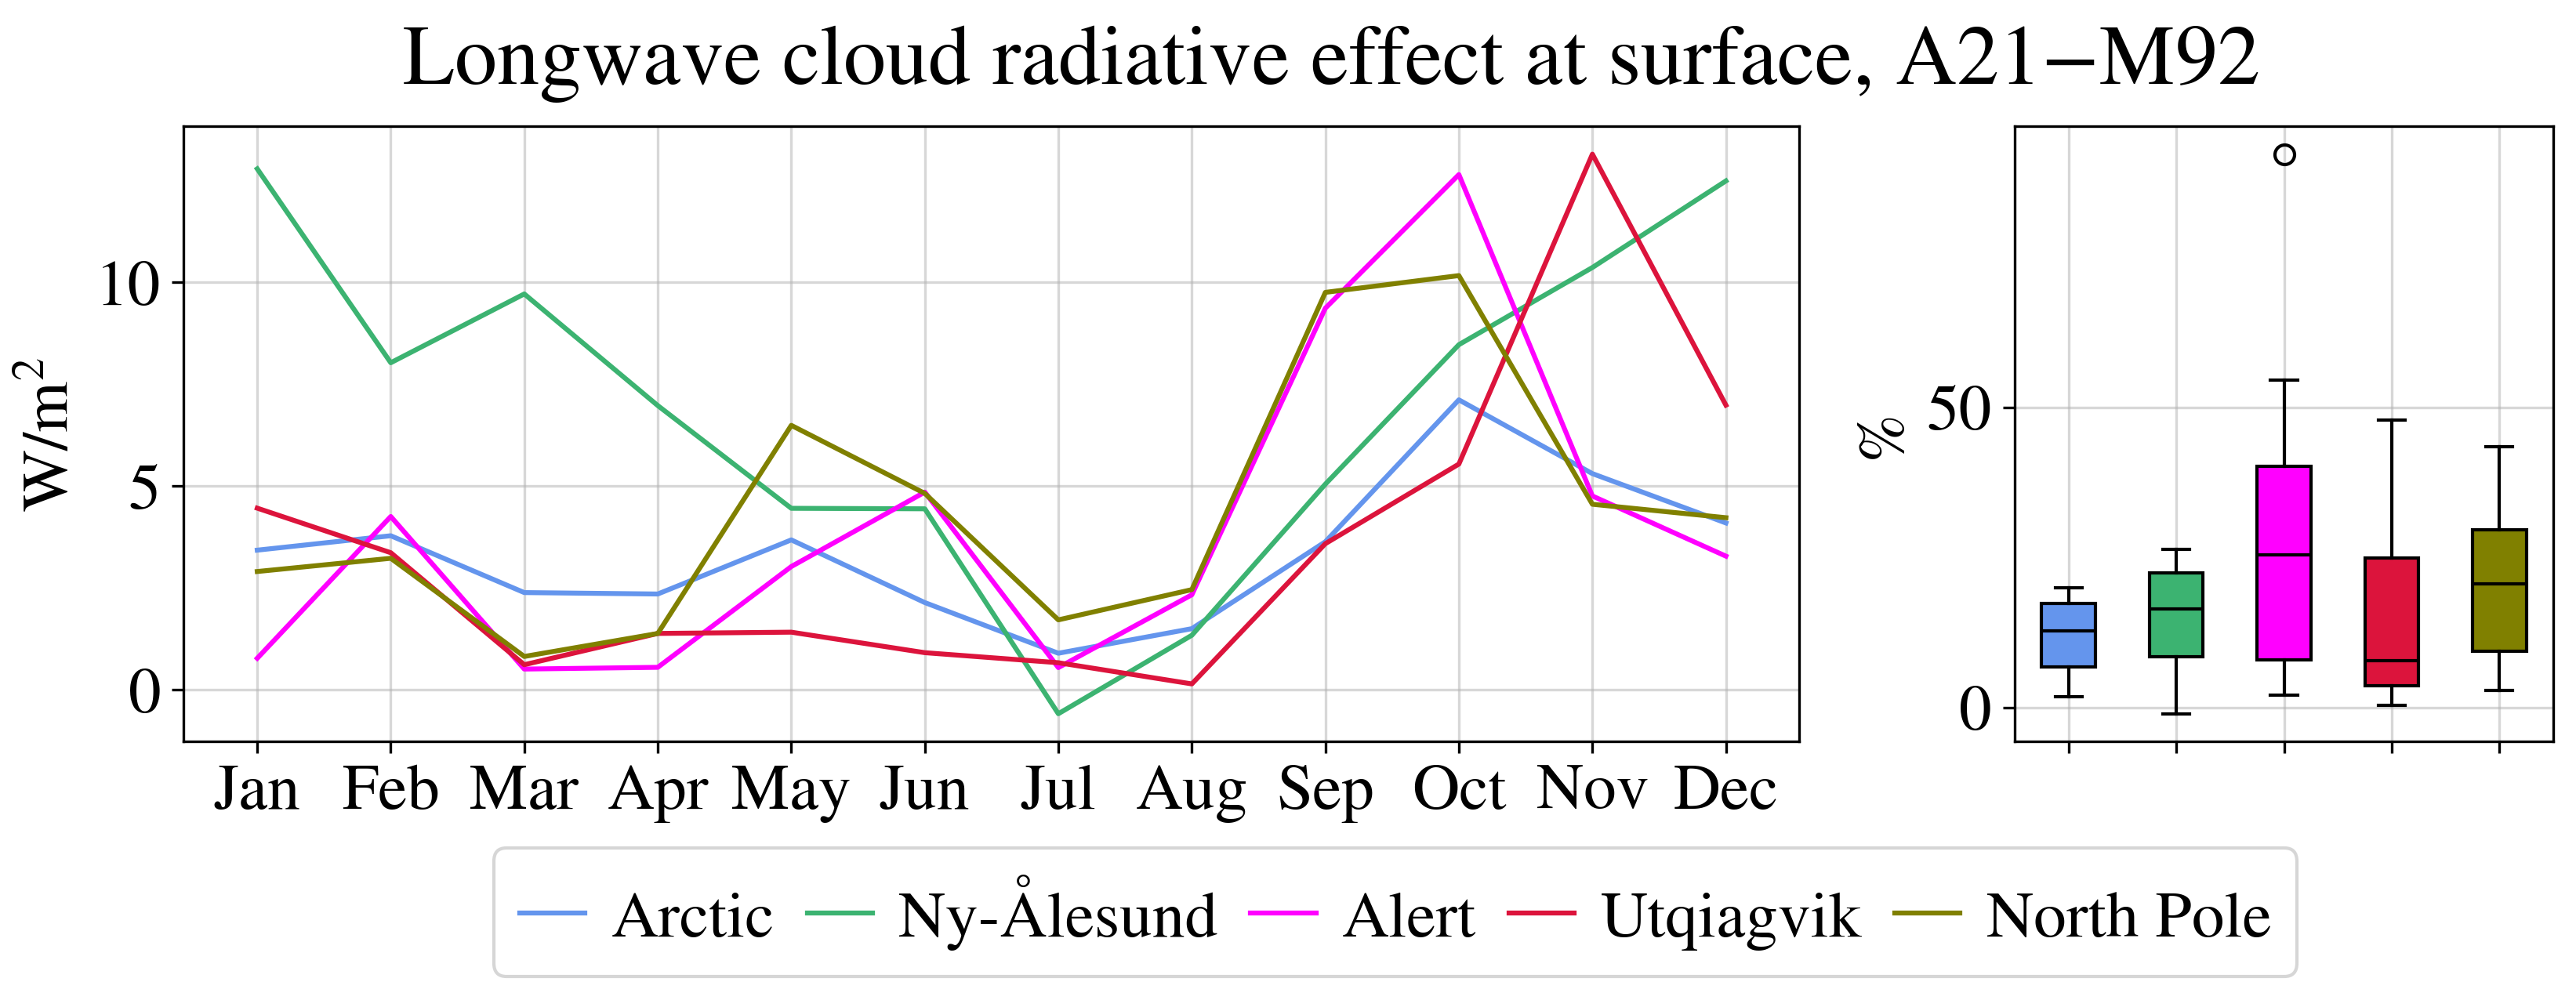 Longwave cloud radiative effect at surface, A21−M92
W/m²
10
5
0
Jan Feb Mar Apr May Jun Jul Aug Sep Oct Nov Dec
%
50
0
Arctic Ny-Ålesund Alert Utqiagvik North Pole